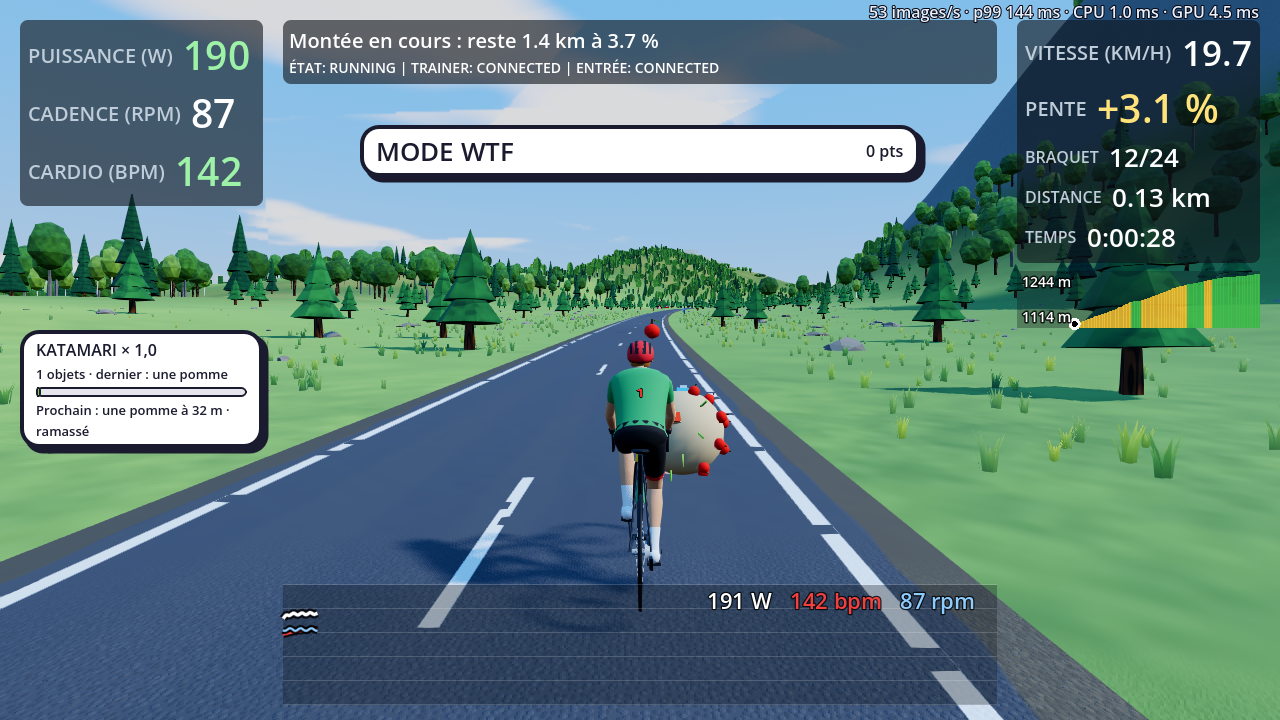 53 images/s · p99 144 ms · CPU 1.0 ms · GPU 4.5 ms
PUISSANCE (W) 190
CADENCE (RPM) 87
CARDIO (BPM) 142
Montée en cours : reste 1.4 km à 3.7 %
ÉTAT: RUNNING | TRAINER: CONNECTED | ENTRÉE: CONNECTED
MODE WTF 0 pts
VITESSE (KM/H) 19.7
PENTE +3.1 %
BRAQUET 12/24
DISTANCE 0.13 km
TEMPS 0:00:28
1244 m
1114 m
KATAMARI × 1,0
1 objets · dernier : une pomme
Prochain : une pomme à 32 m ·
ramassé
1
191 W 142 bpm 87 rpm